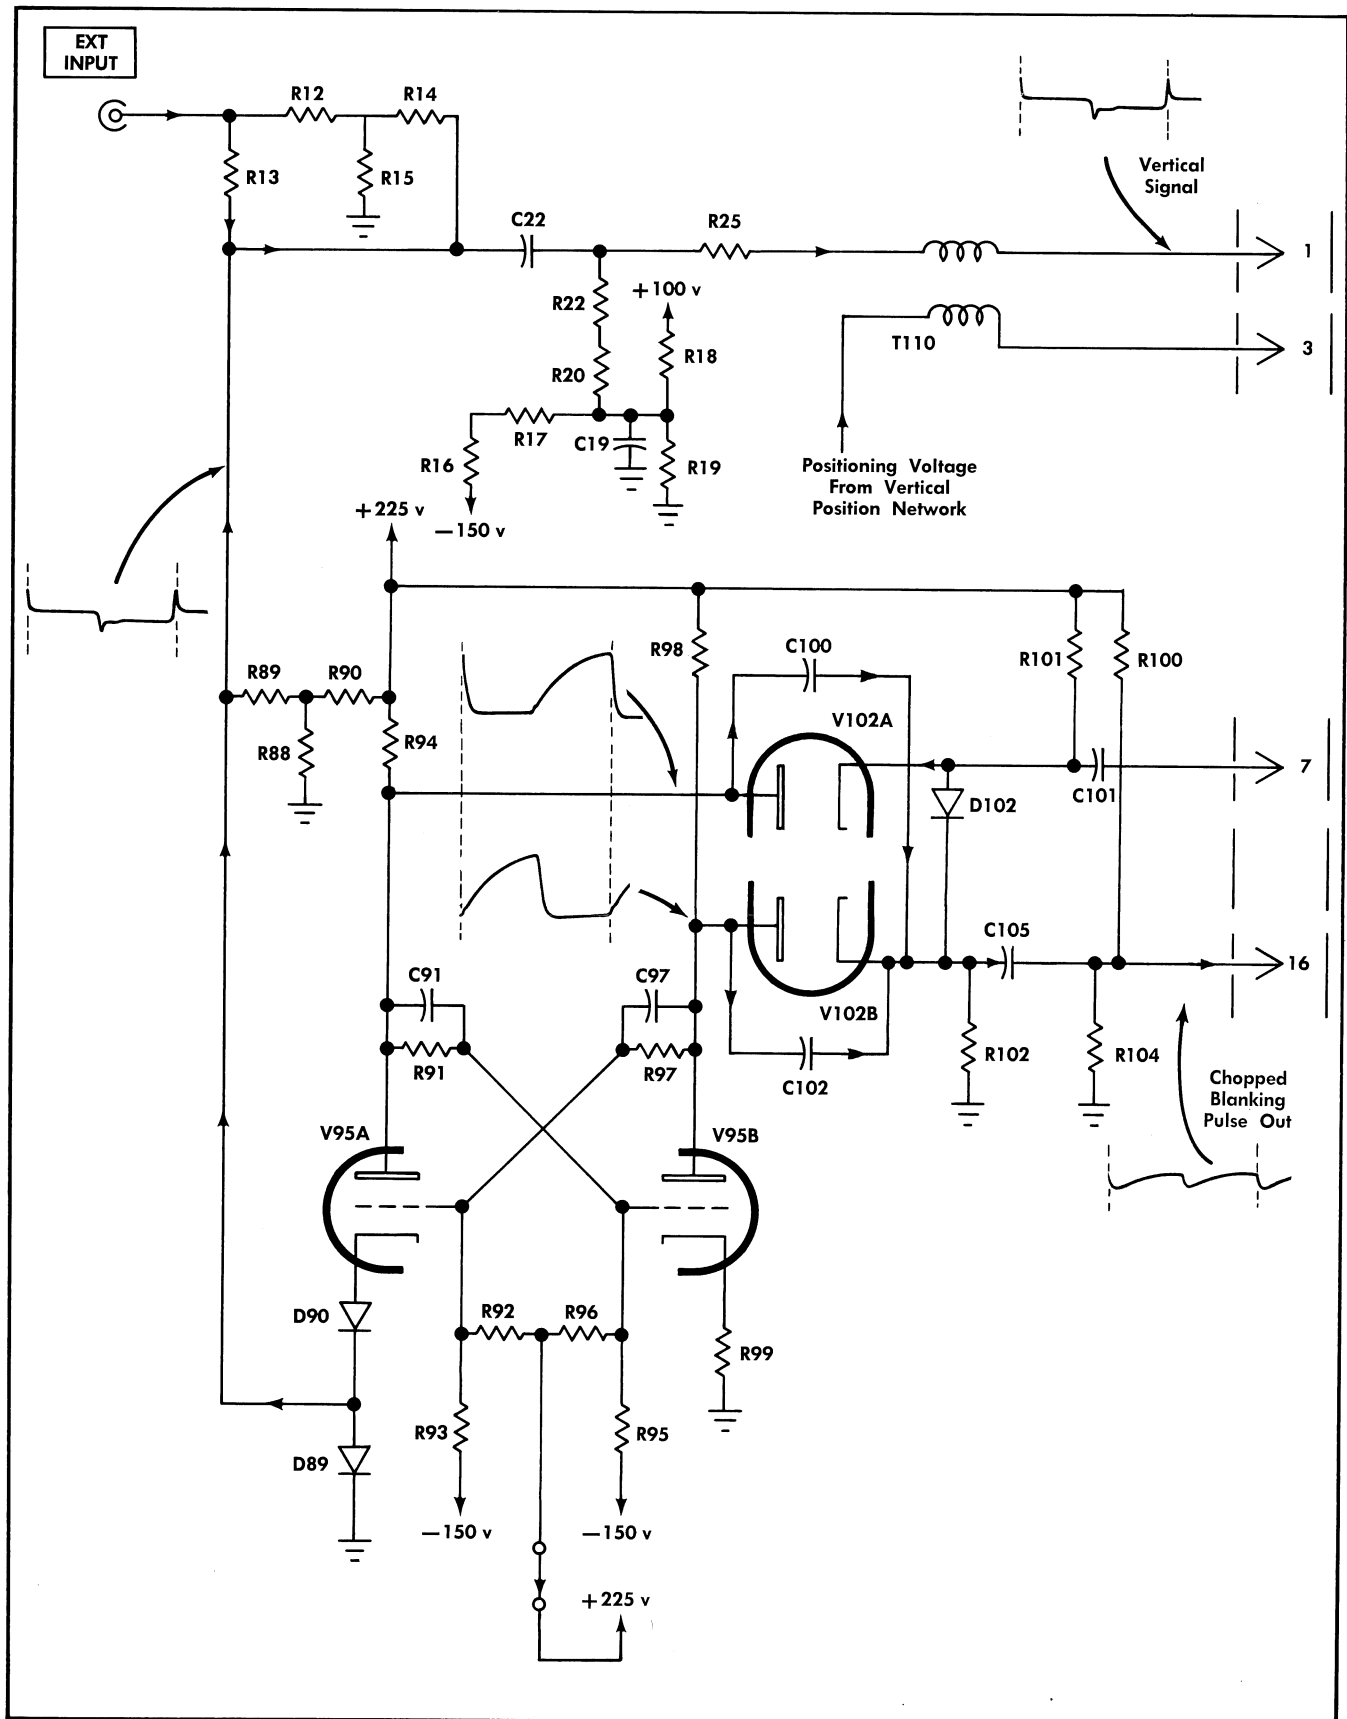 EXT
INPUT
R12
R14
R13
R15
Vertical
Signal
C22
R25
1
R22
+100 v
T110
3
R20
R18
R17
C19
R16
R19
−150 v
Positioning Voltage
From Vertical
Position Network
+225 v
R98
C100
R101
R100
R89
R90
V102A
R88
R94
7
D102
C101
C105
16
C91
C97
V102B
R91
R97
C102
R102
R104
Chopped
Blanking
Pulse Out
V95A
V95B
D90
R92
R96
R99
R93
R95
D89
−150 v
−150 v
+225 v